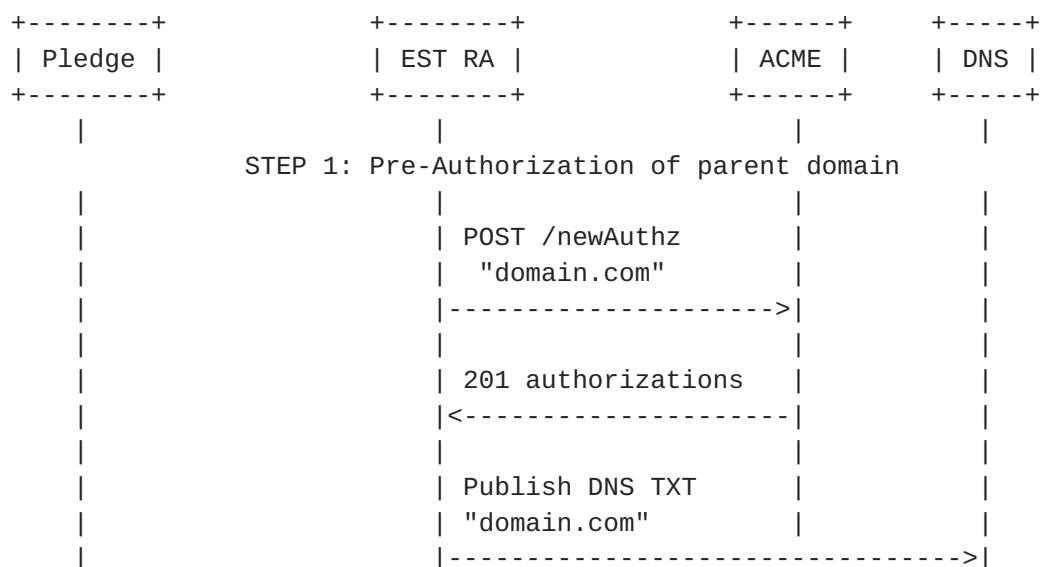 +--------+             +--------+             +------+     +-----+
| Pledge |             | EST RA |             | ACME |     | DNS |
+--------+             +--------+             +------+     +-----+
    |                      |                      |           |
               STEP 1: Pre-Authorization of parent domain
    |                      |                      |           |
    |                      | POST /newAuthz       |           |
    |                      |  "domain.com"        |           |
    |                      |--------------------->|           |
    |                      |                      |           |
    |                      | 201 authorizations   |           |
    |                      |<---------------------|           |
    |                      |                      |           |
    |                      | Publish DNS TXT      |           |
    |                      | "domain.com"         |           |
    |                      |--------------------------------->|